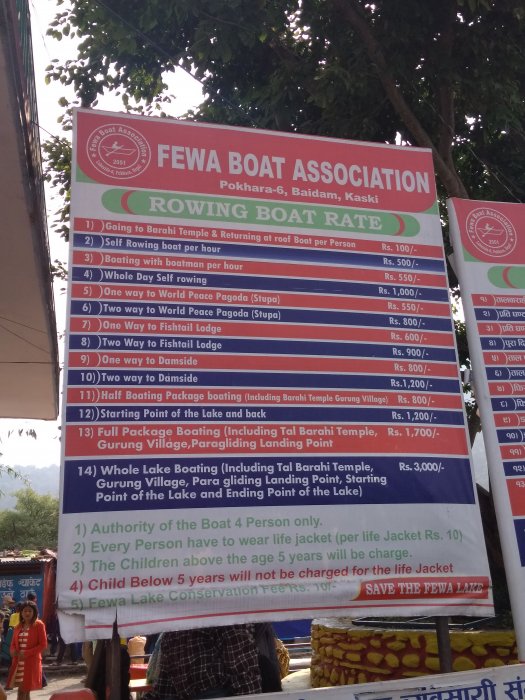 Fewa Boat Association
2051
FEWA BOAT ASSOCIATION
Pokhara-6, Baidam, Kaski
ROWING BOAT RATE
1) )Going to Barahi Temple & Returning at roof Boat per Person Rs. 100/-
2) )Self Rowing boat per hour Rs. 500/-
3) )Boating with boatman per hour Rs. 550/-
4) )Whole Day Self rowing Rs. 1,000/-
5) )One way to World Peace Pagoda (Stupa) Rs. 550/-
6) )Two way to World Peace Pagoda (Stupa) Rs. 800/-
7) )One way to Fishtail Lodge Rs. 600/-
8) )Two way to Fishtail Lodge Rs. 900/-
9) )One way to Damside Rs. 800/-
10) )Two way to Damside Rs.1,200/-
11) )Half Boating Package boating (Including Barahi Temple Gurung Village) Rs. 800/-
12) )Starting Point of the Lake and back Rs. 1,200/-
13) Full Package Boating (Including Tal Barahi Temple, Rs. 1,700/-
Gurung Village,Paragliding Landing Point
14) Whole Lake Boating (Including Tal Barahi Temple, Rs. 3,000/-
Gurung Village, Para gliding Landing Point, Starting
Point of the Lake and Ending Point of the Lake)
1) Authority of the Boat 4 Person only.
2) Every Person have to wear life jacket (per life Jacket Rs. 10)
3) The Children above the age 5 years will be charge.
4) Child Below 5 years will not be charged for the life Jacket
5) Fewa Lake Conservation Fee Rs. 10/-
SAVE THE FEWA LAKE